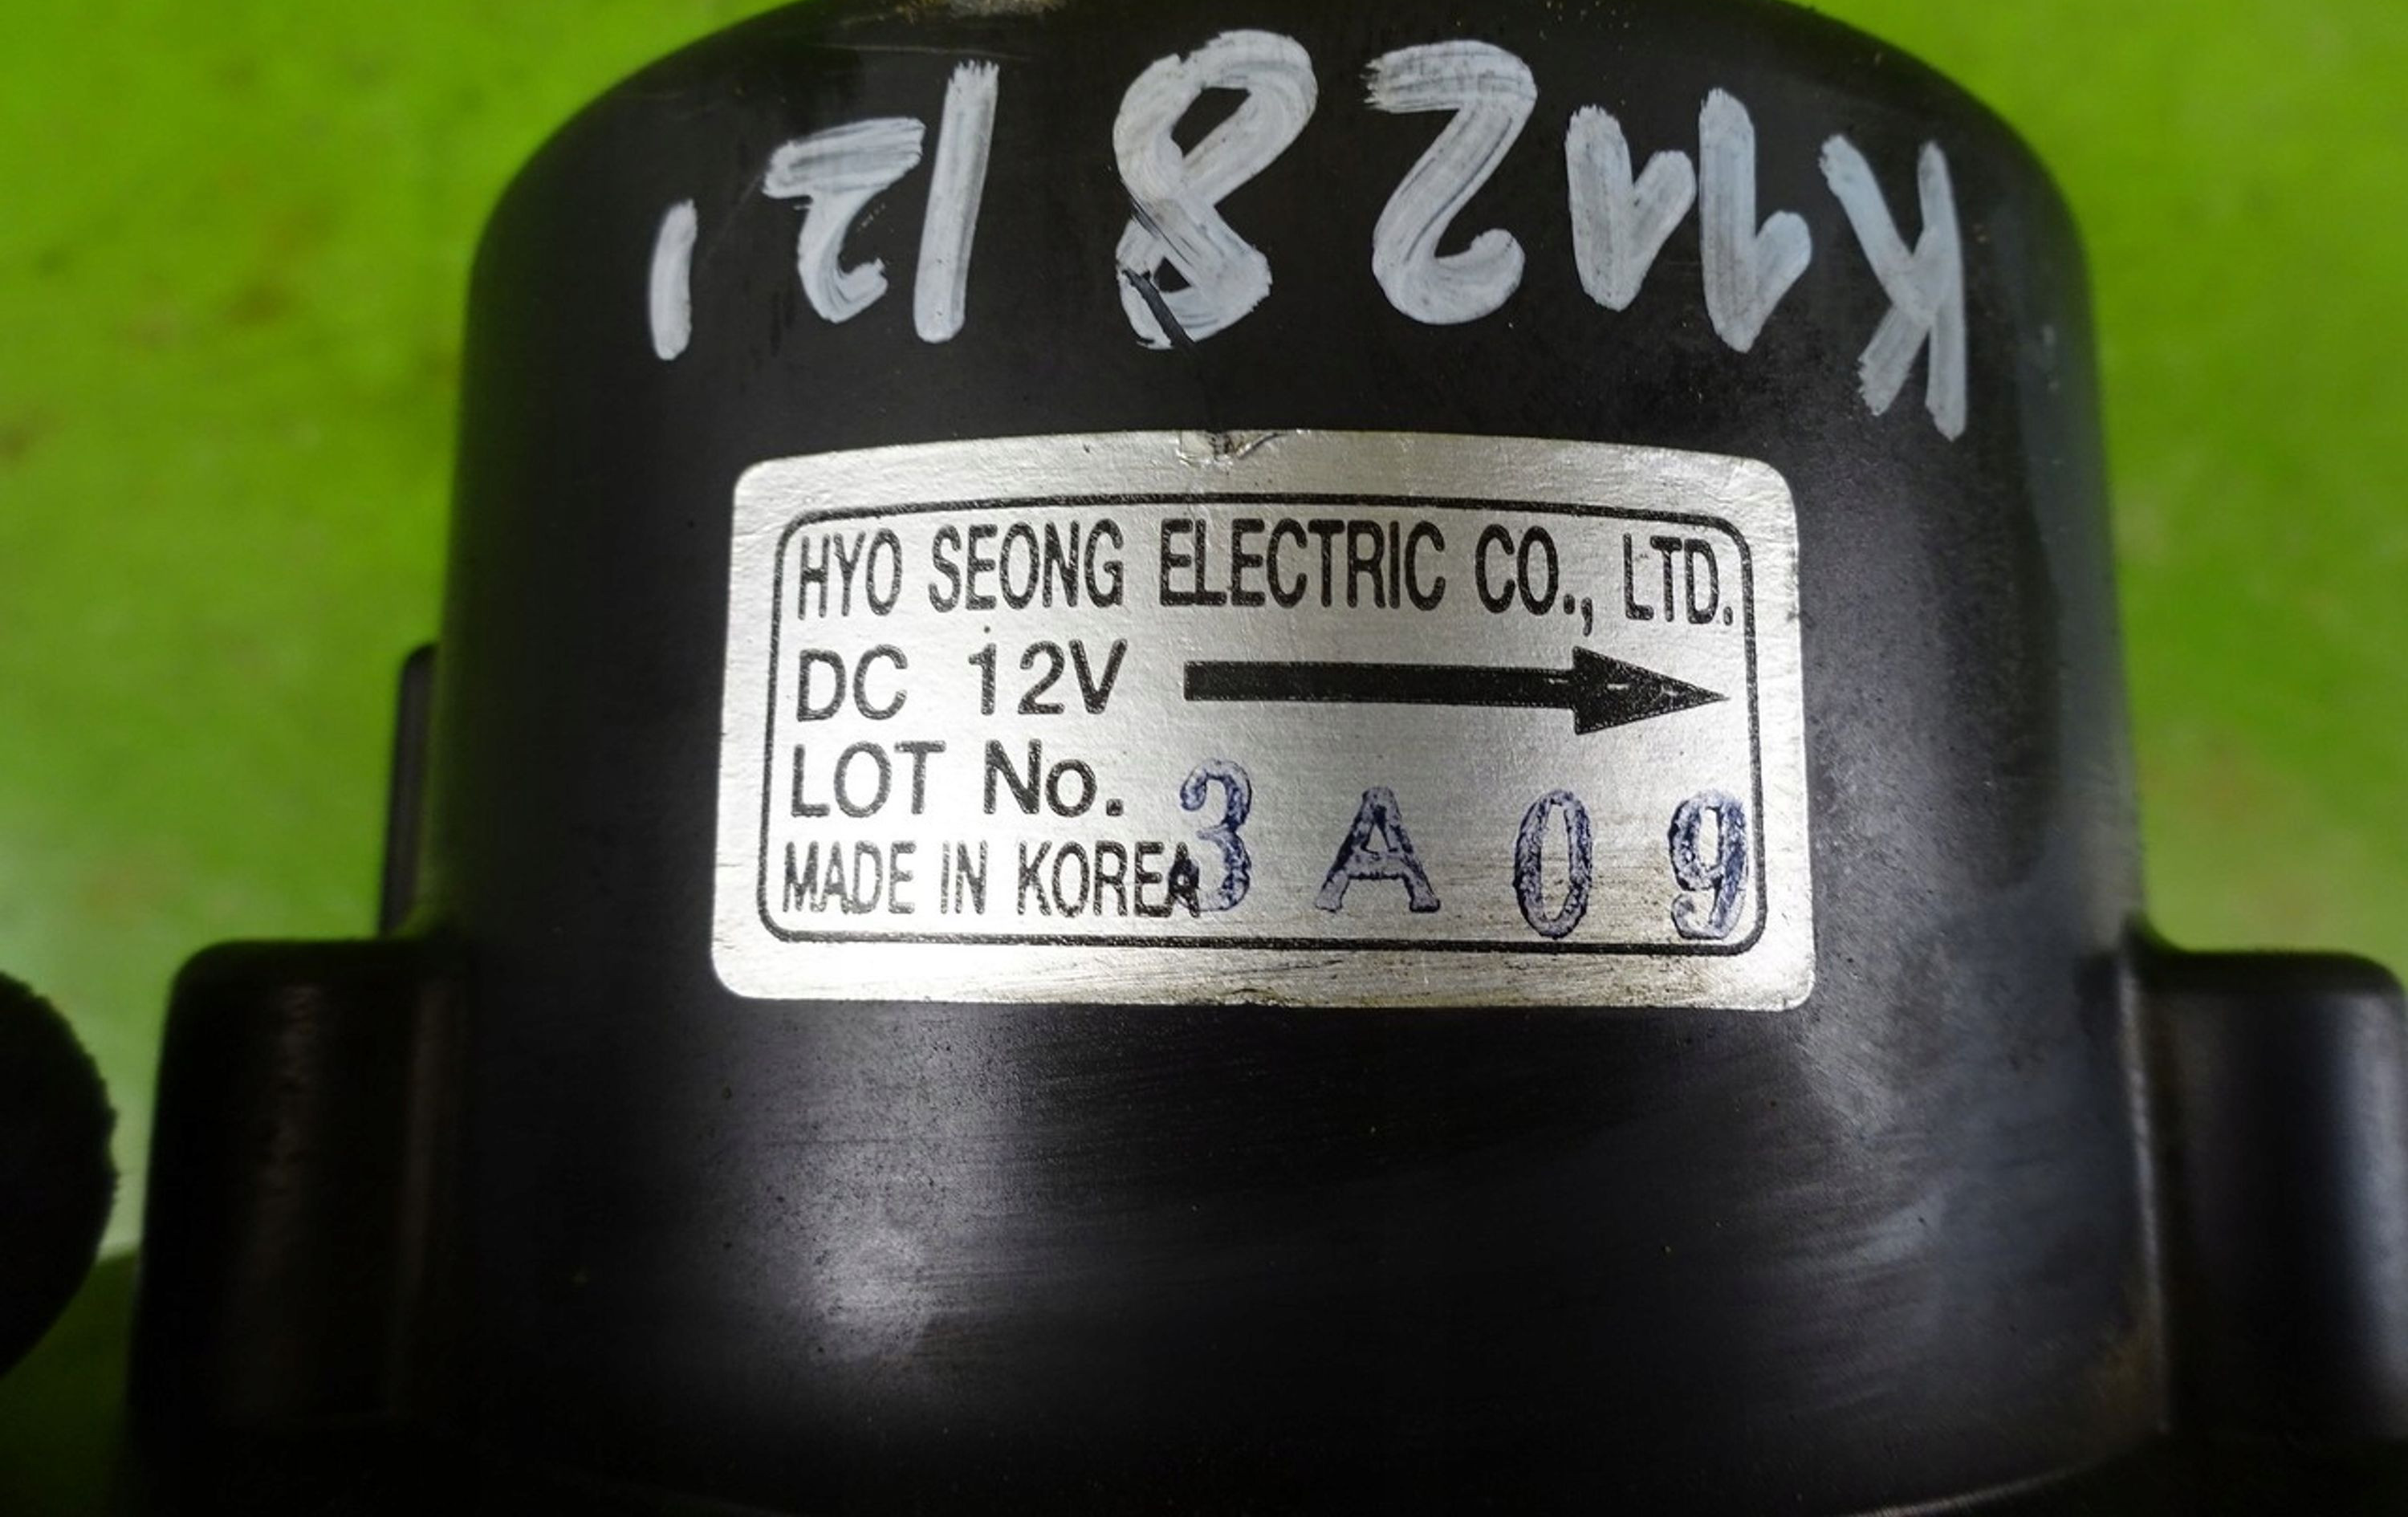 HYO SEONG ELECTRIC CO., LTD.
DC 12V
LOT No. 3A09
MADE IN KOREA